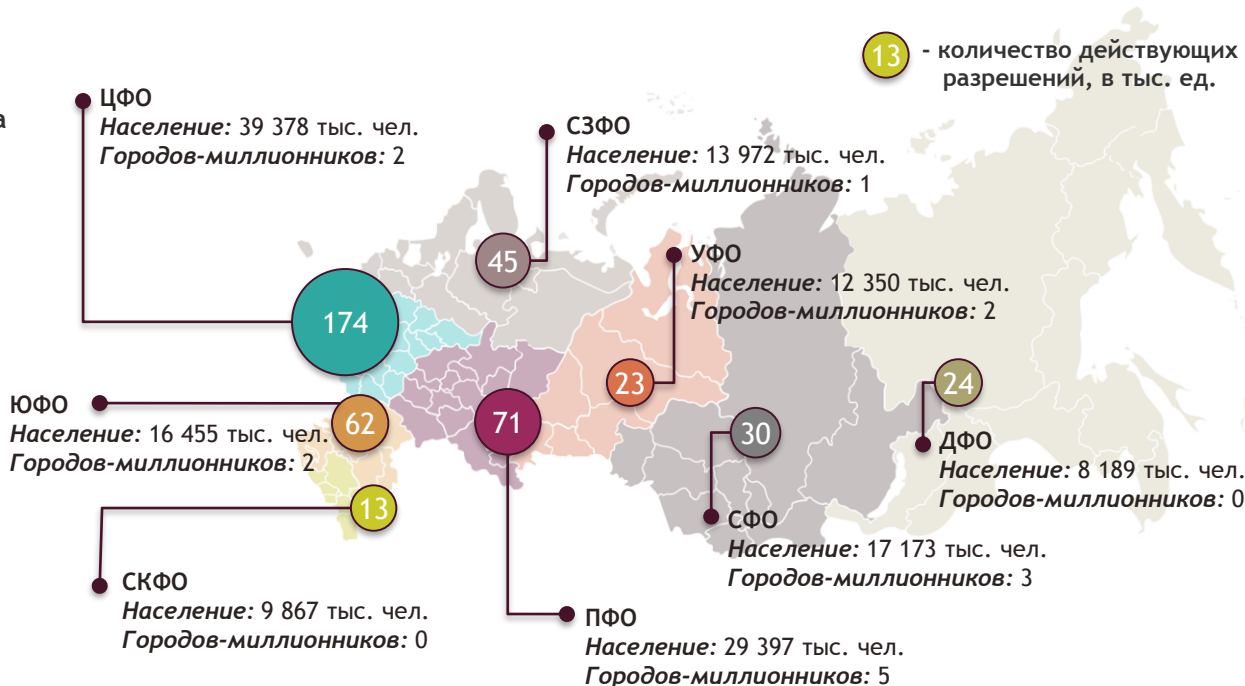 13
- количество действующих
разрешений, в тыс. ед.
а
ЦФО
Население: 39 378 тыс. чел.
Городов-миллионников: 2
СЗФО
Население: 13 972 тыс. чел.
Городов-миллионников: 1
45
УФО
Население: 12 350 тыс. чел.
Городов-миллионников: 2
174
23
24
ЮФО
Население: 16 455 тыс. чел.
Городов-миллионников: 2
62
71
30
ДФО
Население: 8 189 тыс. чел.
Городов-миллионников: 0
13
СФО
Население: 17 173 тыс. чел.
Городов-миллионников: 3
СКФО
Население: 9 867 тыс. чел.
Городов-миллионников: 0
ПФО
Население: 29 397 тыс. чел.
Городов-миллионников: 5